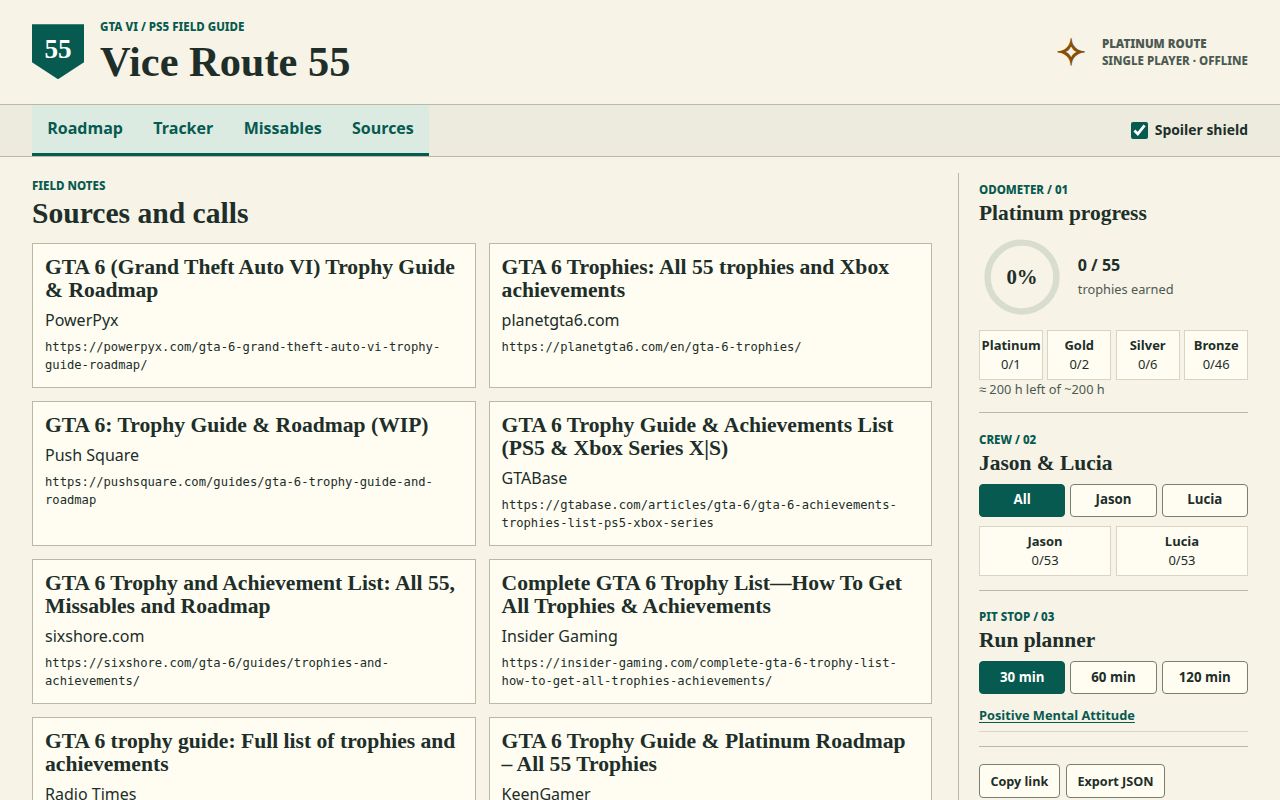 55
GTA VI / PS5 FIELD GUIDE
Vice Route 55
PLATINUM ROUTE
SINGLE PLAYER · OFFLINE
Roadmap
Tracker
Missables
Sources
Spoiler shield
FIELD NOTES
Sources and calls
GTA 6 (Grand Theft Auto VI) Trophy Guide
& Roadmap
PowerPyx
https://powerpyx.com/gta-6-grand-theft-auto-vi-trophy-
guide-roadmap/
GTA 6 Trophies: All 55 trophies and Xbox
achievements
planetgta6.com
https://planetgta6.com/en/gta-6-trophies/
GTA 6: Trophy Guide & Roadmap (WIP)
Push Square
https://pushsquare.com/guides/gta-6-trophy-guide-and-
roadmap
GTA 6 Trophy Guide & Achievements List
(PS5 & Xbox Series X|S)
GTABase
https://gtabase.com/articles/gta-6/gta-6-achievements-
trophies-list-ps5-xbox-series
GTA 6 Trophy and Achievement List: All 55,
Missables and Roadmap
sixshore.com
https://sixshore.com/gta-6/guides/trophies-and-
achievements/
Complete GTA 6 Trophy List—How To Get
All Trophies & Achievements
Insider Gaming
https://insider-gaming.com/complete-gta-6-trophy-list-
how-to-get-all-trophies-achievements/
GTA 6 trophy guide: Full list of trophies and
achievements
Radio Times
GTA 6 Trophy Guide & Platinum Roadmap
– All 55 Trophies
KeenGamer
ODOMETER / 01
Platinum progress
0%
0 / 55
trophies earned
Platinum
0/1
Gold
0/2
Silver
0/6
Bronze
0/46
≈ 200 h left of ~200 h
CREW / 02
Jason & Lucia
All
Jason
Lucia
Jason
0/53
Lucia
0/53
PIT STOP / 03
Run planner
30 min
60 min
120 min
Positive Mental Attitude
Copy link
Export JSON